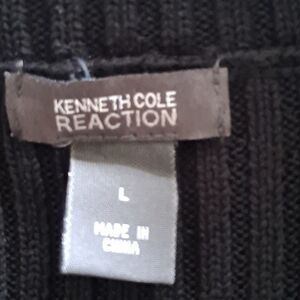 KENNETH COLE
REACTION
L
MADE IN
CHINA